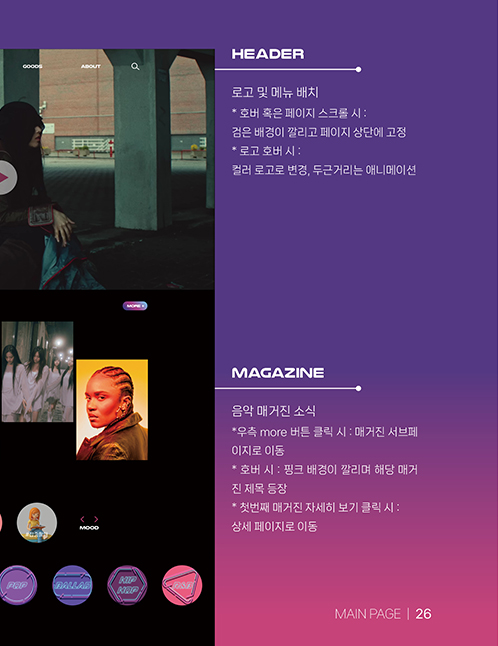 GOODS ABOUT
HEADER
로고 및 메뉴 배치
* 호버 혹은 페이지 스크롤 시 :
검은 배경이 깔리고 페이지 상단에 고정
* 로고 호버 시 :
컬러 로고로 변경, 두근거리는 애니메이션
MORE +
MAGAZINE
음악 매거진 소식
*우측 more 버튼 클릭 시 : 매거진 서브페
이지로 이동
* 호버 시 : 핑크 배경이 깔리며 해당 매거
진 제목 등장
* 첫번째 매거진 자세히 보기 클릭 시 :
상세 페이지로 이동
MOOD
POP BALLAD HIP
HOP R&B
MAIN PAGE | 26